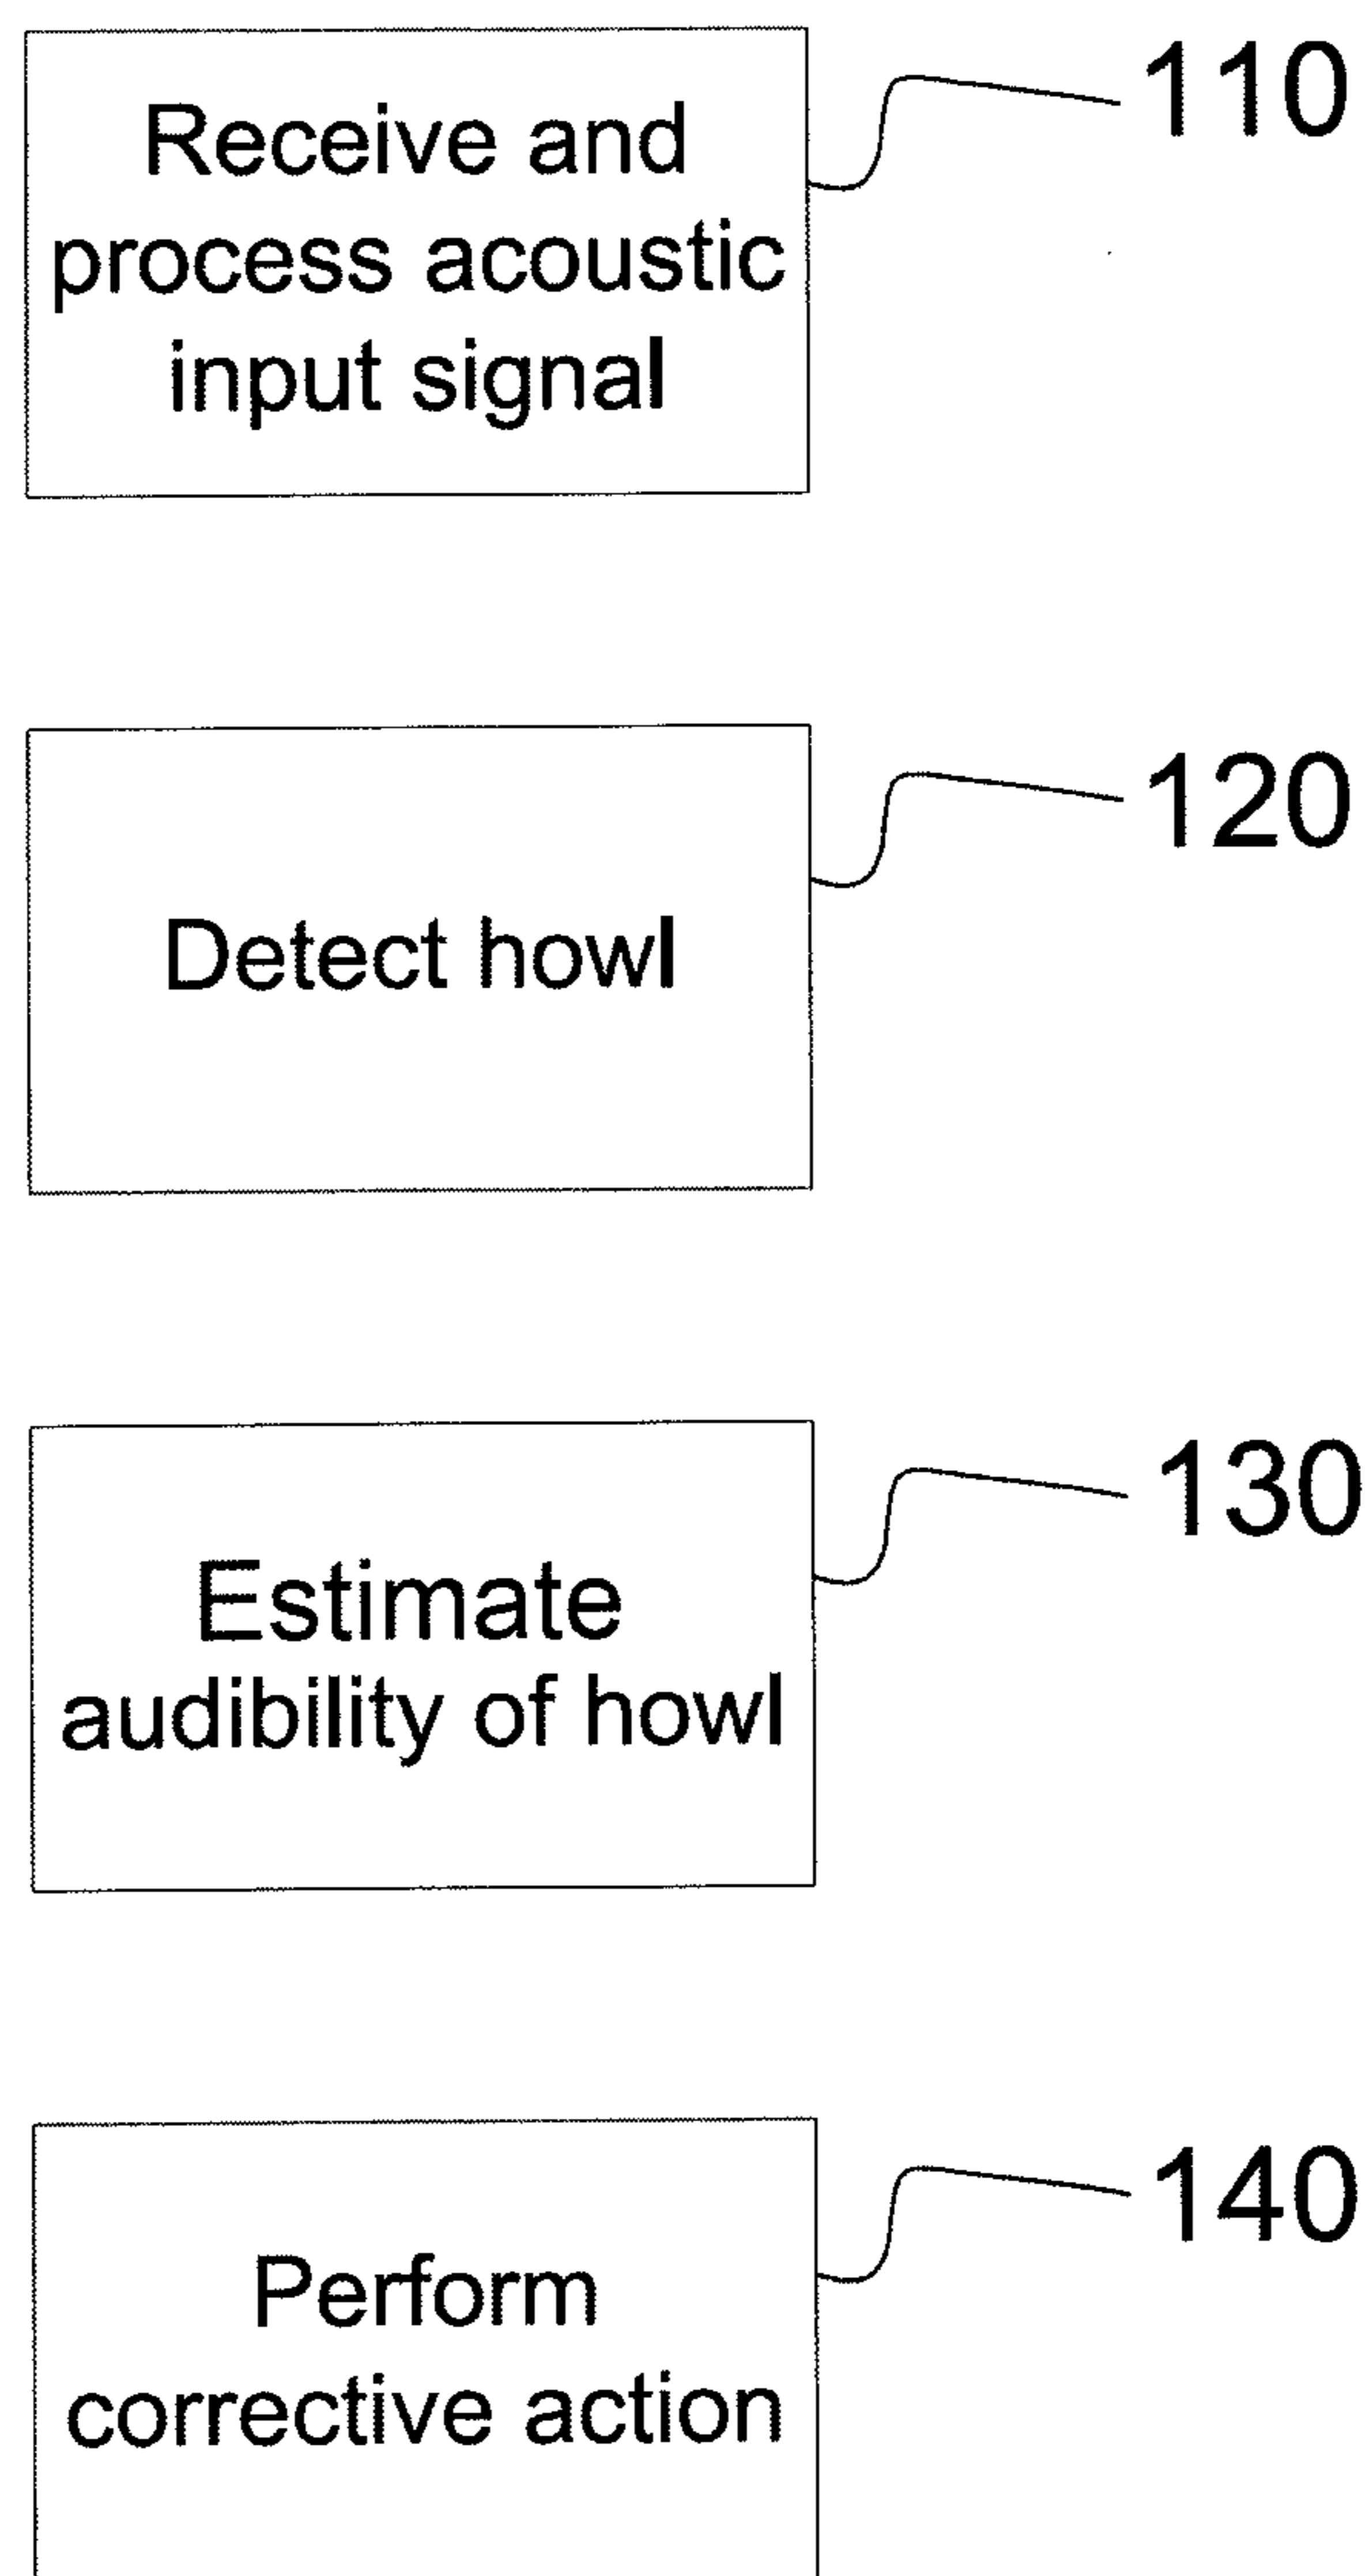 Receive and
process acoustic
input signal
110
Detect howl
120
Estimate
audibility of howl
130
Perform
corrective action
140